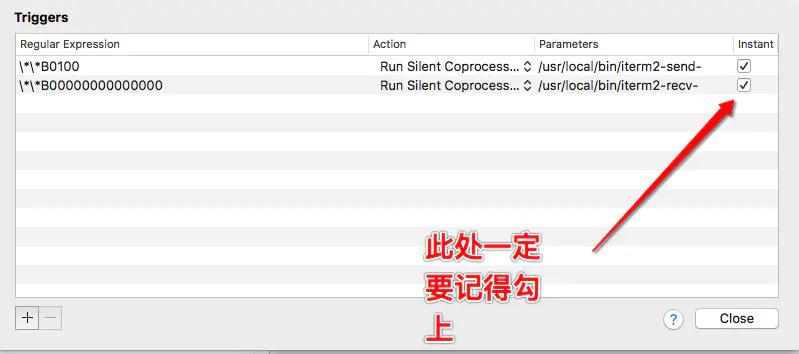 Triggers
Regular Expression Action Parameters Instant
\*\*B0100 Run Silent Coprocess... /usr/local/bin/iterm2-send-
\*\*B00000000000000 Run Silent Coprocess... /usr/local/bin/iterm2-recv-
此处一定
要记得勾
上
+ − ? Close